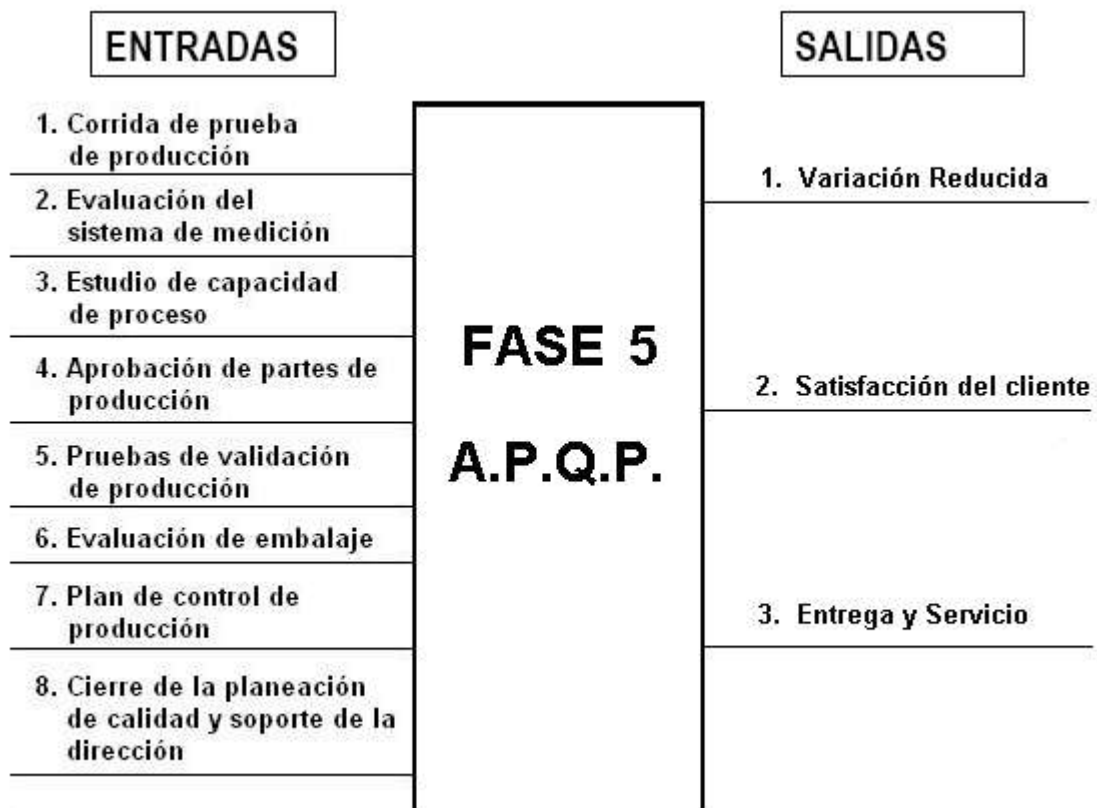 ENTRADAS
1. Corrida de prueba
de producción
2. Evaluación del
sistema de medición
3. Estudio de capacidad
de proceso
4. Aprobación de partes de
producción
5. Pruebas de validación
de producción
6. Evaluación de embalaje
7. Plan de control de
producción
8. Cierre de la planeación
de calidad y soporte de la
dirección
FASE 5
A.P.Q.P.
SALIDAS
1. Variación Reducida
2. Satisfacción del cliente
3. Entrega y Servicio